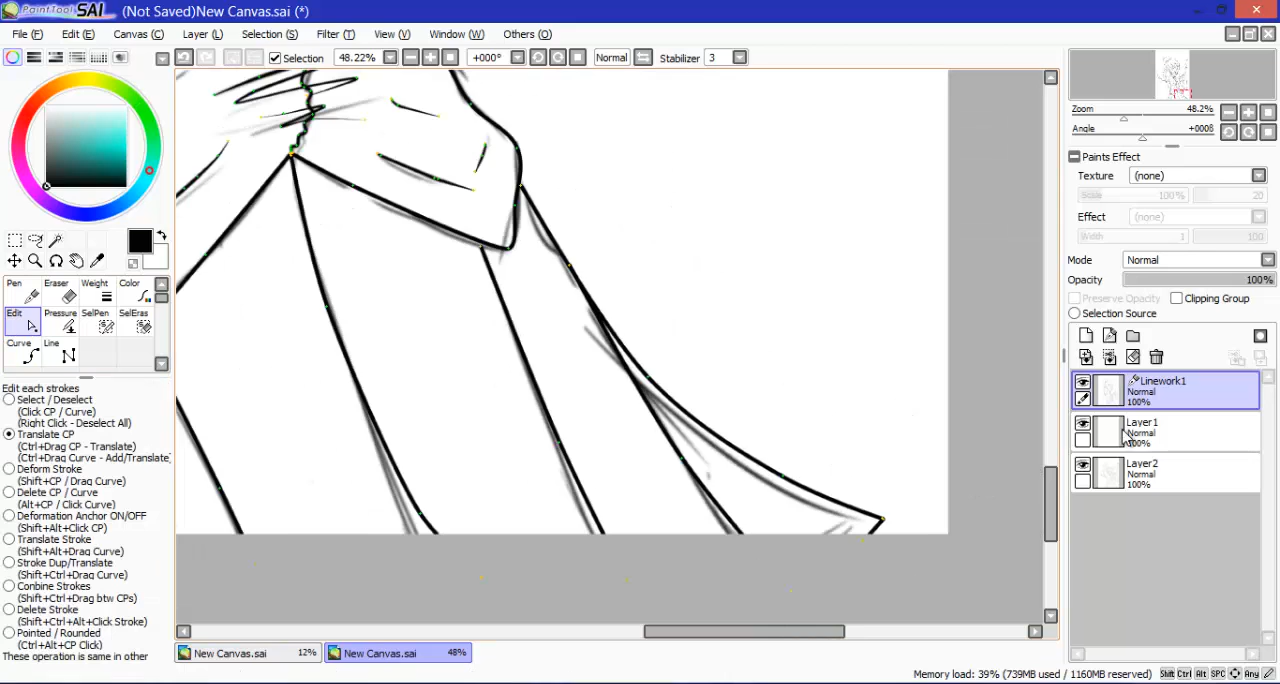 PaintTool SAI (Not Saved)New Canvas.sai (*)
File (F) Edit (E) Canvas (C) Layer (L) Selection (S) Filter (T) View (V) Window (W) Others (O)
Selection 48.22% +000° Normal Stabilizer 3
Zoom 48.2%
Angle +000θ
Paints Effect
Texture (none)
Scale 100% 20
Effect (none)
Width 1 100
Mode Normal
Opacity 100%
Preserve Opacity Clipping Group
Selection Source
Pen Eraser Weight Color
Edit Pressure SelPen SelEras
Curve Line
Edit each strokes
Select / Deselect
(Click CP / Curve)
(Right Click - Deselect All)
Translate CP
(Ctrl+Drag CP - Translate)
(Ctrl+Drag Curve - Add/Translate
Deform Stroke
(Shift+CP / Drag Curve)
Delete CP / Curve
(Alt+CP / Click Curve)
Deformation Anchor ON/OFF
(Shift+Alt+Click CP)
Translate Stroke
(Shift+Alt+Drag Curve)
Stroke Dup/Translate
(Shift+Ctrl+Drag Curve)
Conbine Strokes
(Shift+Ctrl+Drag btw CPs)
Delete Stroke
(Shift+Ctrl+Alt+Click Stroke)
Pointed / Rounded
(Ctrl+Alt+CP Click)
These operation is same in other
Linework1
Normal
100%
Layer1
Normal
100%
Layer2
Normal
100%
New Canvas.sai 12% New Canvas.sai 48%
Memory load: 39% (739MB used / 1160MB reserved) Shift Ctrl Alt SPC Any